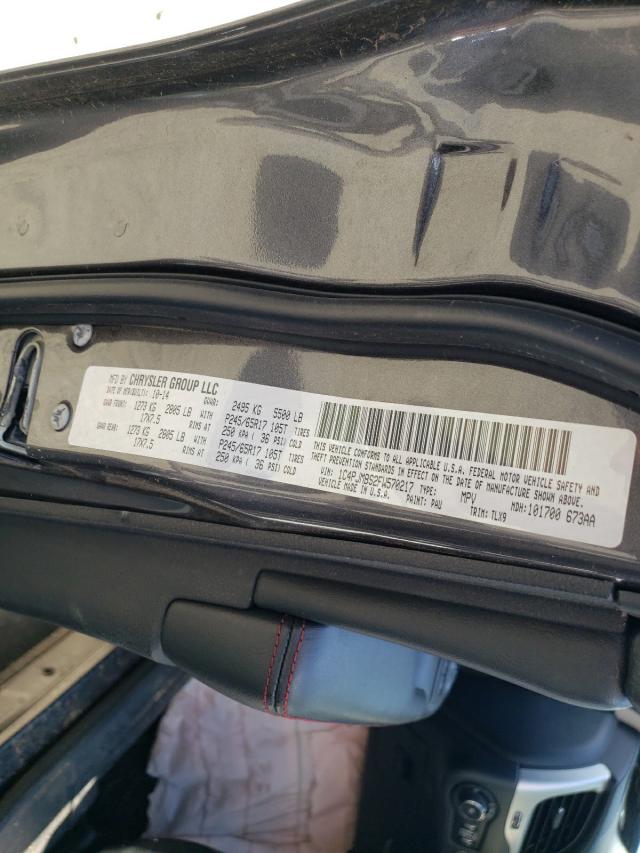 MFD BY CHRYSLER GROUP LLC
DATE OF MFR 10-14 GVWR: 2495 KG 5500 LB
GAWR FRONT: 1273 KG 2805 LB WITH P245/65R17 105T TIRES
17X7.5 RIMS AT 250 KPA ( 36 PSI) COLD
GAWR REAR: 1273 KG 2805 LB WITH P245/65R17 105T TIRES
17X7.5 RIMS AT 250 KPA ( 36 PSI) COLD
THIS VEHICLE CONFORMS TO ALL APPLICABLE U.S.A. FEDERAL MOTOR VEHICLE SAFETY AND
THEFT PREVENTION STANDARDS IN EFFECT ON THE DATE OF MANUFACTURE SHOWN ABOVE.
VIN: TYPE: MPV MDH: 101700 673AA
VEHICLE MADE IN U.S.A. PAINT: PAU TRIM: TLX9